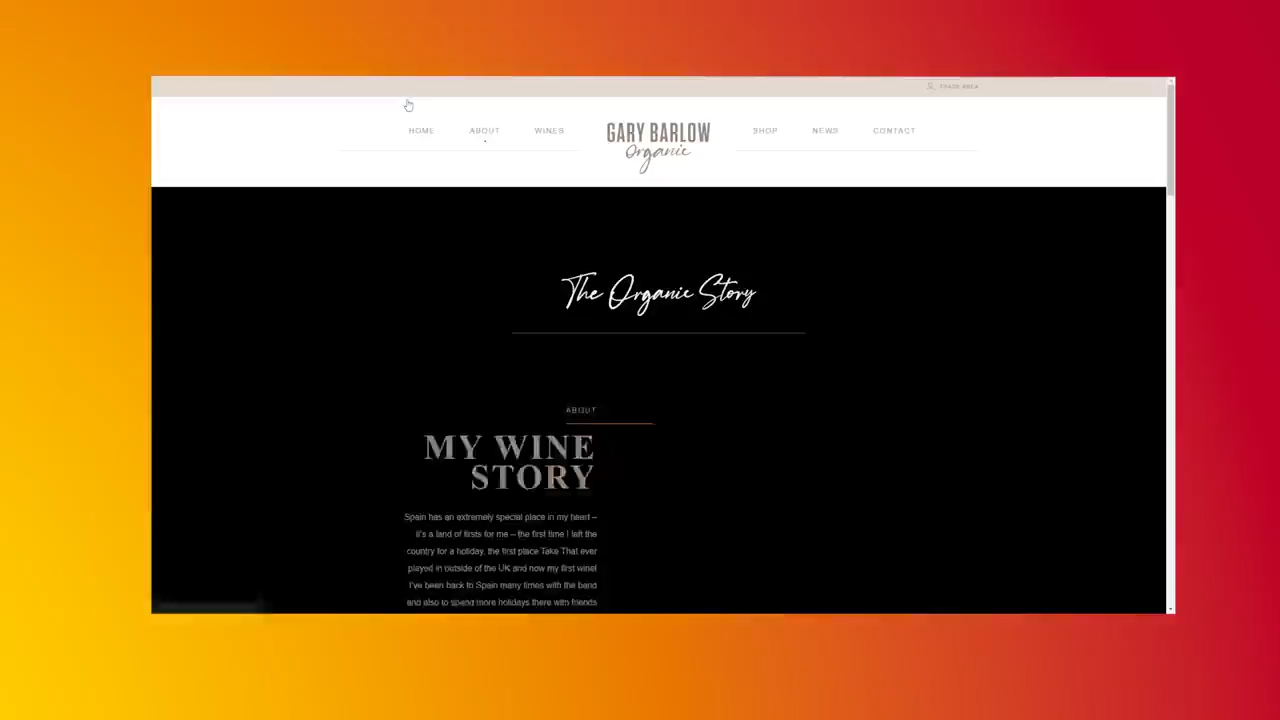 TRADE AREA
HOME ABOUT WINES GARY BARLOW Organic SHOP NEWS CONTACT
The Organic Story
ABOUT
MY WINE
STORY
Spain has an extremely special place in my heart –
it's a land of firsts for me – the first time I left the
country for a holiday, the first place Take That ever
played in outside of the UK and now my first wine!
I've been back to Spain many times with the band
and also to spend more holidays there with friends